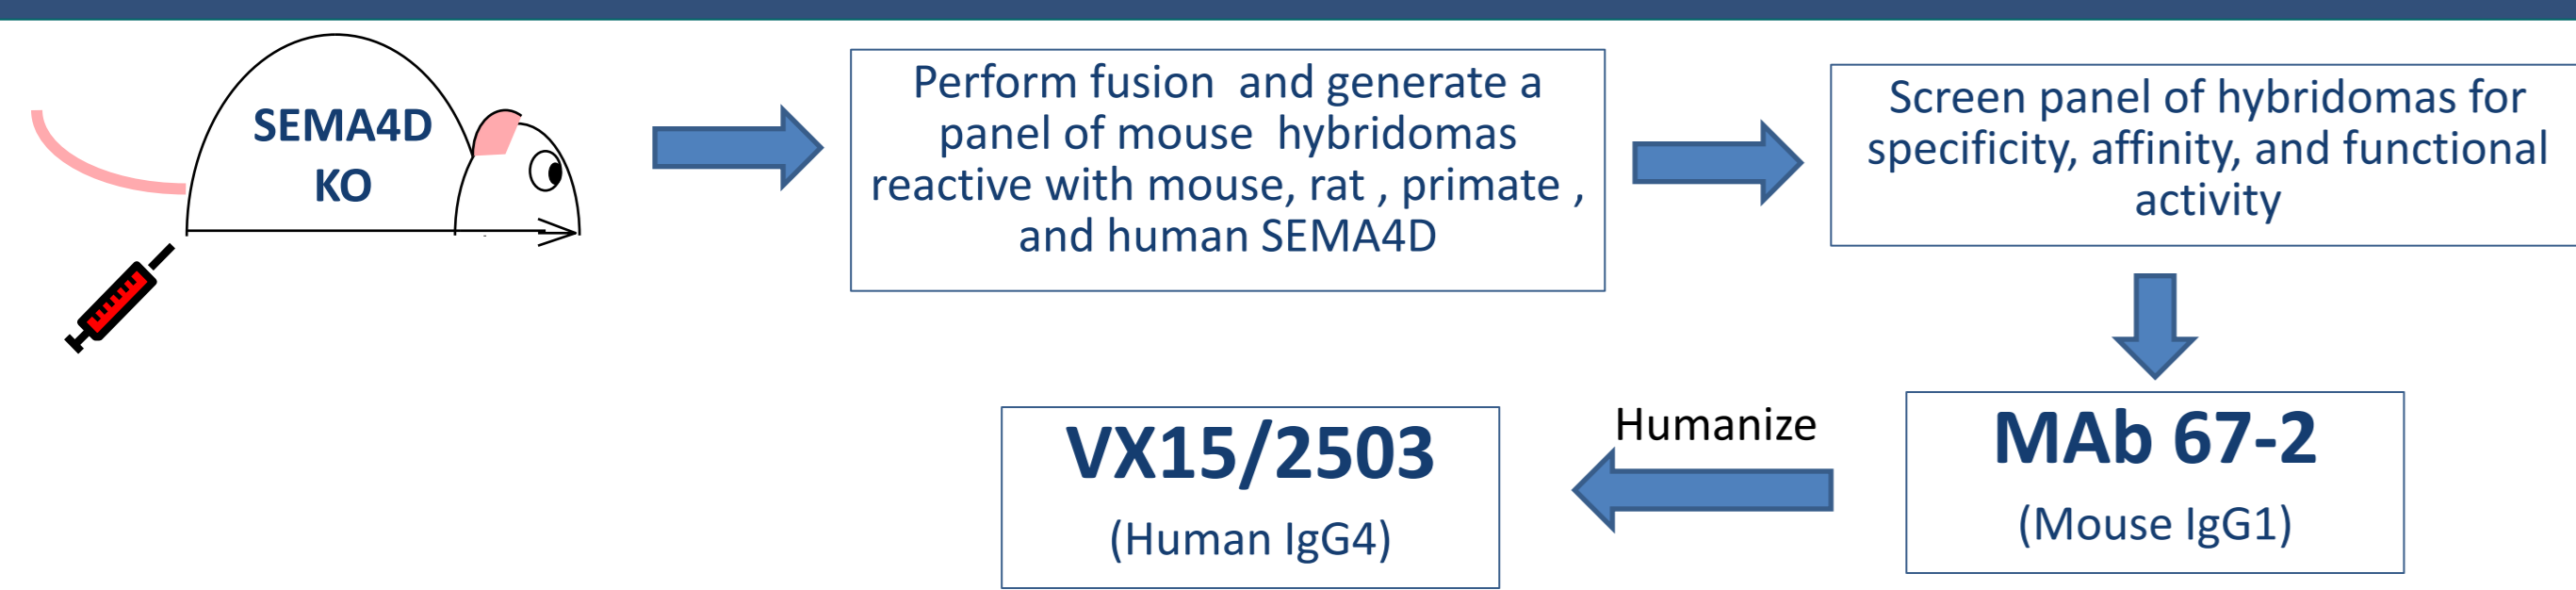 SEMA4D
KO
Perform fusion and generate a
panel of mouse hybridomas
reactive with mouse, rat , primate ,
and human SEMA4D
Screen panel of hybridomas for
specificity, affinity, and functional
activity
MAb 67-2
(Mouse IgG1)
Humanize
VX15/2503
(Human IgG4)